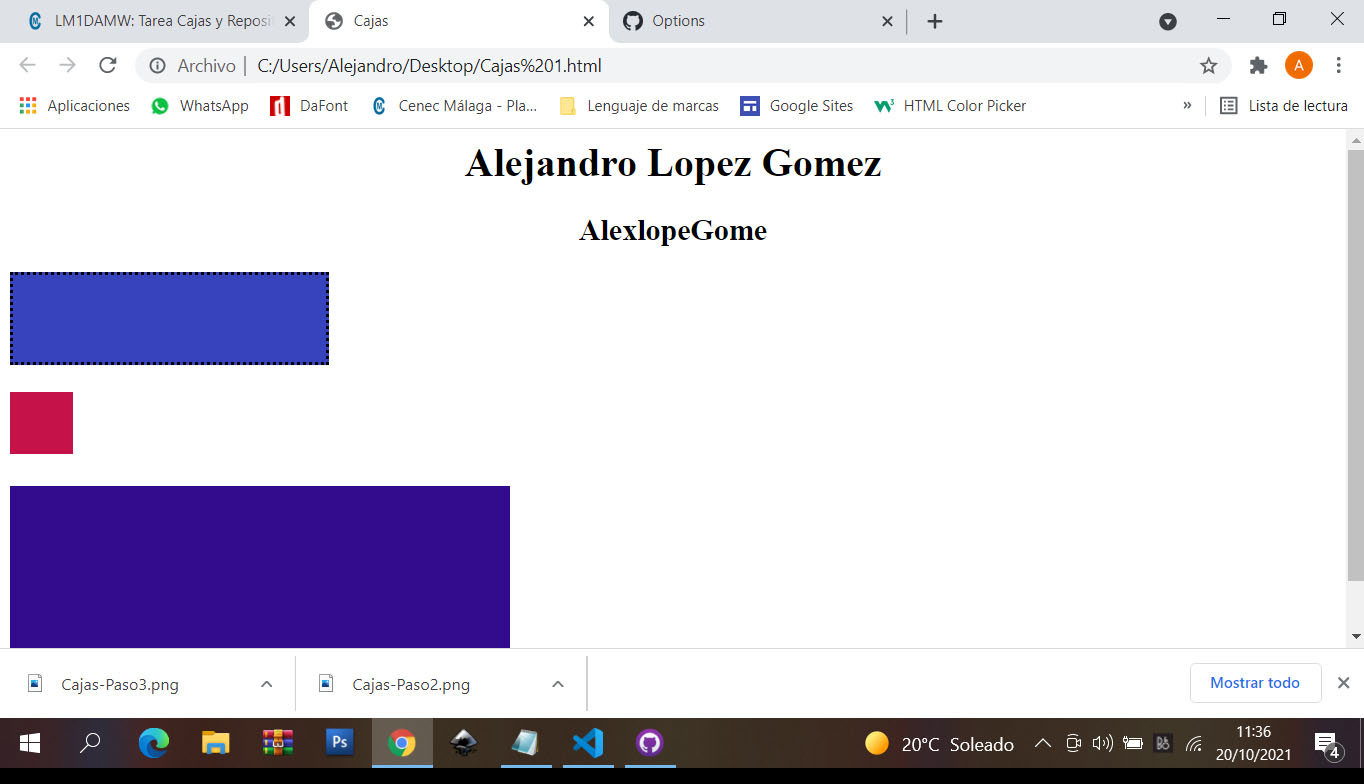 LM1DAMW: Tarea Cajas y Reposi
Cajas
Options
Archivo
C:/Users/Alejandro/Desktop/Cajas%201.html
A
Aplicaciones
WhatsApp
DaFont
Cenec Málaga - Pla...
Lenguaje de marcas
Google Sites
HTML Color Picker
»
Lista de lectura
Alejandro Lopez Gomez
AlexlopeGome
Cajas-Paso3.png
Cajas-Paso2.png
Mostrar todo
Ps
20°C Soleado
11:36
20/10/2021
4